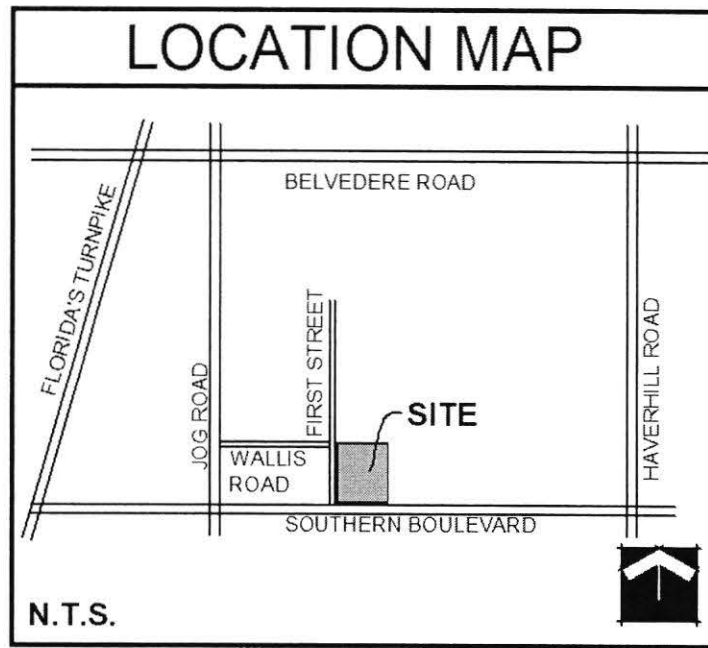 LOCATION MAP
BELVEDERE ROAD
FLORIDA'S TURNPIKE
JOG ROAD
FIRST STREET
HAVERHILL ROAD
SITE
WALLIS
ROAD
SOUTHERN BOULEVARD
N.T.S.